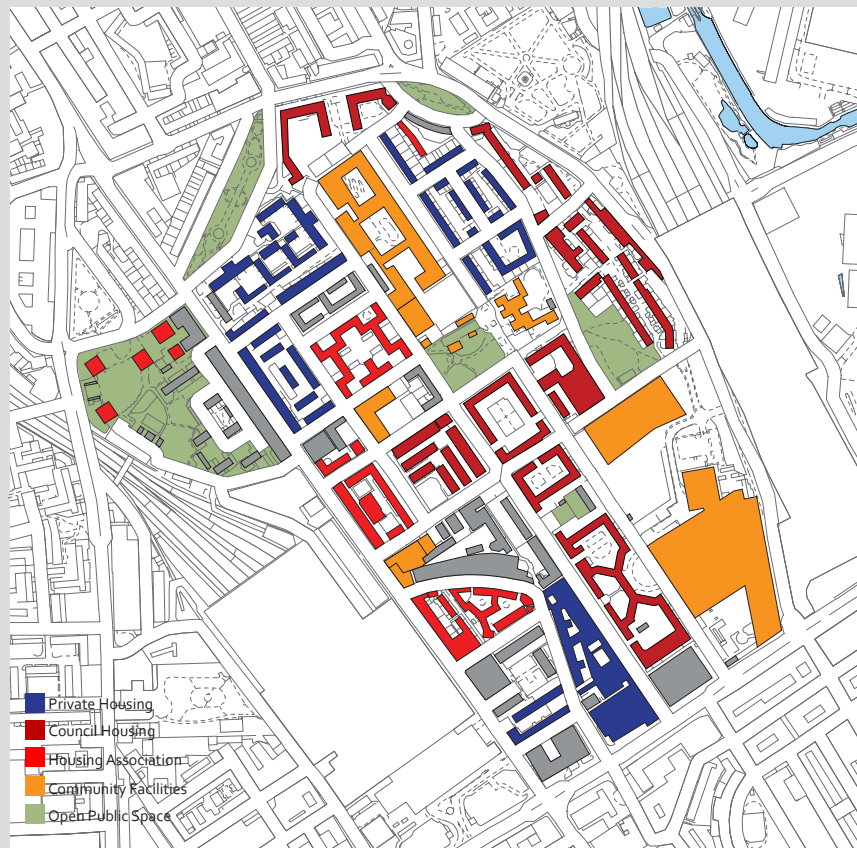 Private Housing
Council Housing
Housing Association
Community Facilities
Open Public Space